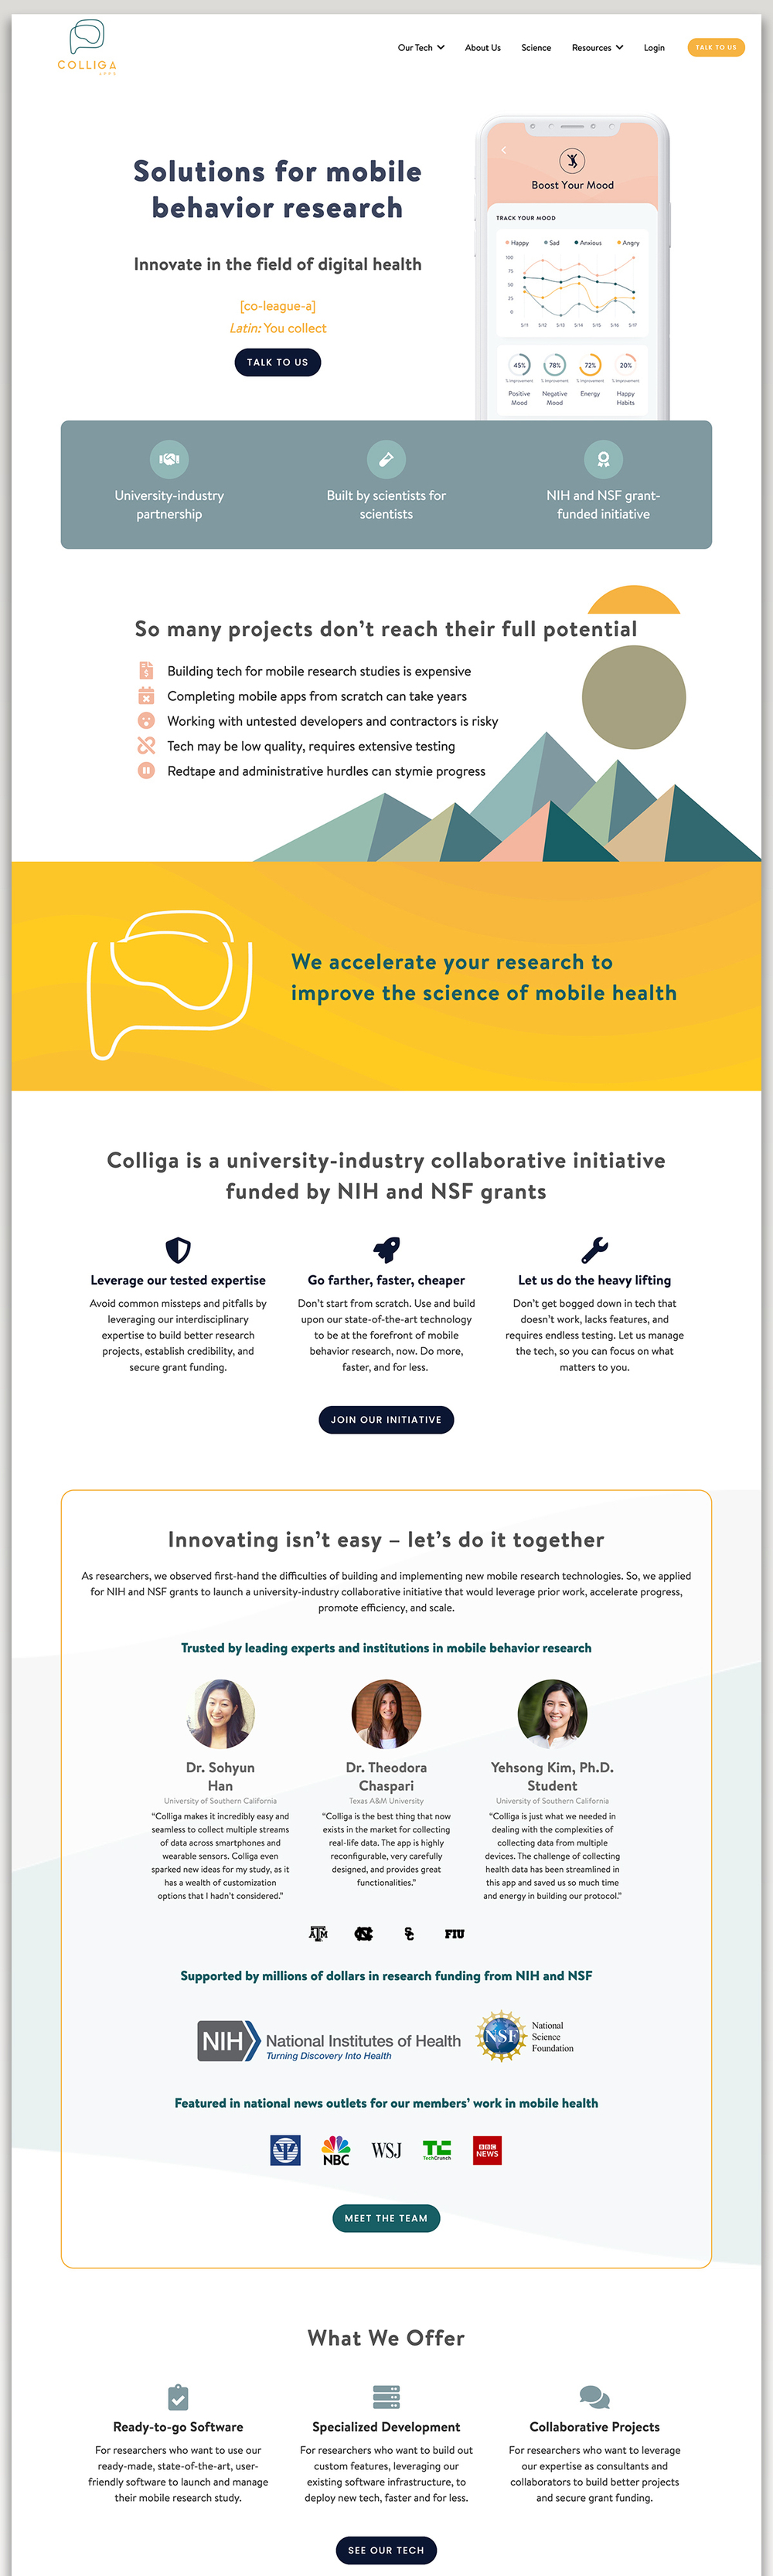 COLLIGA
APPS
Our Tech
About Us
Science
Resources
Login
TALK TO US
Solutions for mobile
behavior research
Innovate in the field of digital health
[co-league-a]
Latin: You collect
TALK TO US
Boost Your Mood
TRACK YOUR MOOD
Happy Sad Anxious Angry
100
75
50
25
0
5/11 5/12 5/13 5/14 5/15 5/16 5/17
45% 78% 72% 20%
% Improvement % Improvement % Improvement % Improvement
Positive Negative Energy Happy
Mood Mood Habits
University-industry
partnership
Built by scientists for
scientists
NIH and NSF grant-
funded initiative
So many projects don't reach their full potential
Building tech for mobile research studies is expensive
Completing mobile apps from scratch can take years
Working with untested developers and contractors is risky
Tech may be low quality, requires extensive testing
Redtape and administrative hurdles can stymie progress
We accelerate your research to
improve the science of mobile health
Colliga is a university-industry collaborative initiative
funded by NIH and NSF grants
Leverage our tested expertise
Avoid common missteps and pitfalls by
leveraging our interdisciplinary
expertise to build better research
projects, establish credibility, and
secure grant funding.
Go farther, faster, cheaper
Don't start from scratch. Use and build
upon our state-of-the-art technology
to be at the forefront of mobile
behavior research, now. Do more,
faster, and for less.
Let us do the heavy lifting
Don't get bogged down in tech that
doesn't work, lacks features, and
requires endless testing. Let us manage
the tech, so you can focus on what
matters to you.
JOIN OUR INITIATIVE
Innovating isn't easy – let's do it together
As researchers, we observed first-hand the difficulties of building and implementing new mobile research technologies. So, we applied
for NIH and NSF grants to launch a university-industry collaborative initiative that would leverage prior work, accelerate progress,
promote efficiency, and scale.
Trusted by leading experts and institutions in mobile behavior research
Dr. Sohyun
Han
University of Southern California
"Colliga makes it incredibly easy and
seamless to collect multiple streams
of data across smartphones and
wearable sensors. Colliga even
sparked new ideas for my study, as it
has a wealth of customization
options that I hadn't considered."
Dr. Theodora
Chaspari
Texas A&M University
"Colliga is the best thing that now
exists in the market for collecting
real-life data. The app is highly
reconfigurable, very carefully
designed, and provides great
functionalities."
Yehsong Kim, Ph.D.
Student
University of Southern California
"Colliga is just what we needed in
dealing with the complexities of
collecting data from multiple
devices. The challenge of collecting
health data has been streamlined in
this app and saved us so much time
and energy in building our protocol."
ATM
NC
SC
FIU
Supported by millions of dollars in research funding from NIH and NSF
NIH National Institutes of Health
Turning Discovery Into Health
NSF
National
Science
Foundation
Featured in national news outlets for our members' work in mobile health
NBC
WSJ
TC
TechCrunch
BBC
NEWS
MEET THE TEAM
What We Offer
Ready-to-go Software
For researchers who want to use our
ready-made, state-of-the-art, user-
friendly software to launch and manage
their mobile research study.
Specialized Development
For researchers who want to build out
custom features, leveraging our
existing software infrastructure, to
deploy new tech, faster and for less.
Collaborative Projects
For researchers who want to leverage
our expertise as consultants and
collaborators to build better projects
and secure grant funding.
SEE OUR TECH